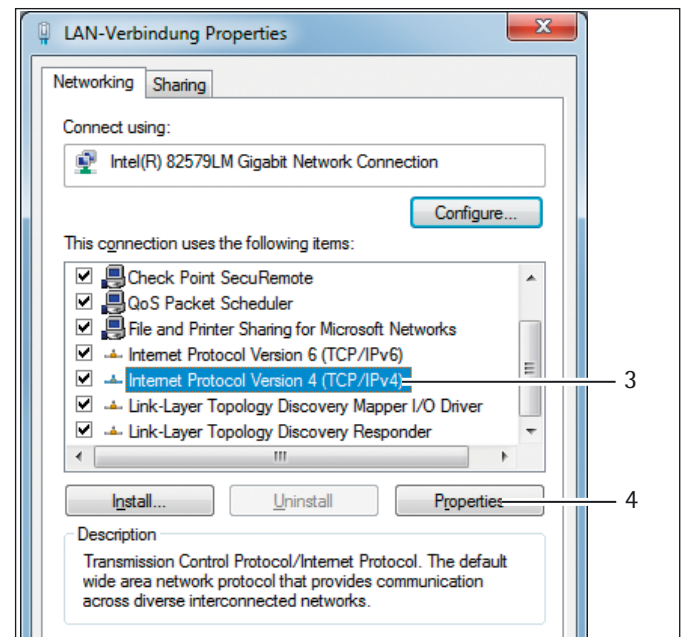 LAN-Verbindung Properties
X
Networking Sharing
Connect using:
Intel(R) 82579LM Gigabit Network Connection
Configure...
This connection uses the following items:
Check Point SecuRemote
QoS Packet Scheduler
File and Printer Sharing for Microsoft Networks
Internet Protocol Version 6 (TCP/IPv6)
Internet Protocol Version 4 (TCP/IPv4) 3
Link-Layer Topology Discovery Mapper I/O Driver
Link-Layer Topology Discovery Responder
Install... Uninstall Properties 4
Description
Transmission Control Protocol/Internet Protocol. The default
wide area network protocol that provides communication
across diverse interconnected networks.